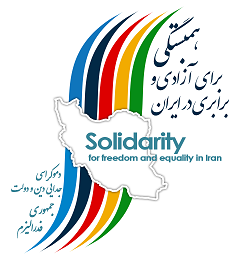 همبستگی
برای آزادی و
برابری در ایران
Solidarity
for freedom and equality in Iran
دموکراسی
جدایی دین و دولت
جمهوری
فدرالیزم